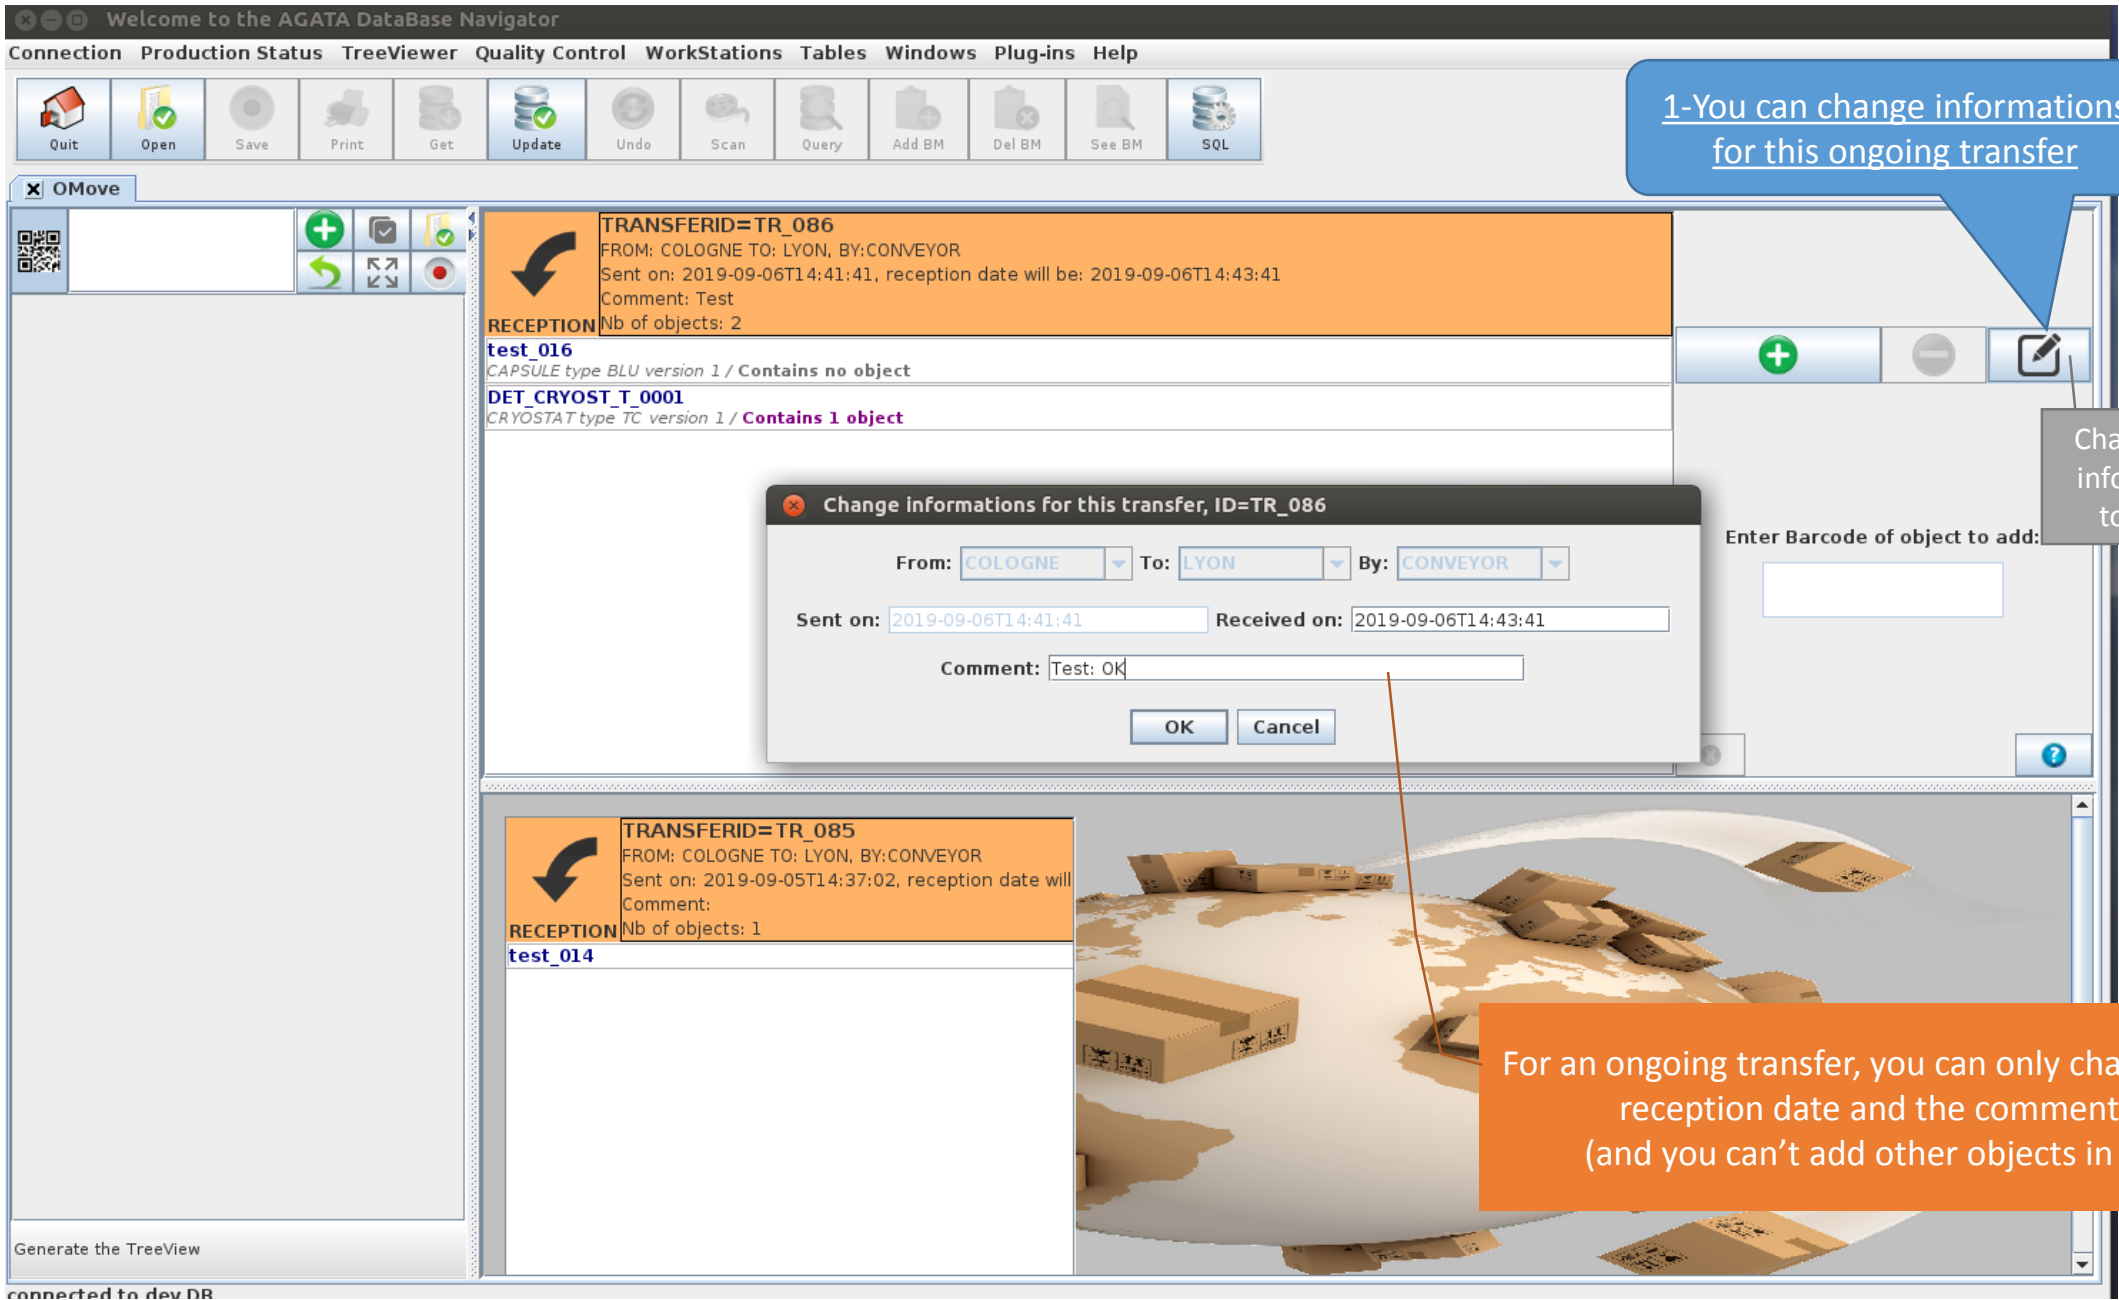 Welcome to the AGATA DataBase Navigator
Connection Production Status TreeViewer Quality Control WorkStations Tables Windows Plug-ins Help
Quit Open Save Print Get Update Undo Scan Query Add BM Del BM See BM SQL
1-You can change informations
for this ongoing transfer
OMove
TRANSFERID=TR_086
FROM: COLOGNE TO: LYON, BY:CONVEYOR
Sent on: 2019-09-06T14:41:41, reception date will be: 2019-09-06T14:43:41
Comment: Test
RECEPTION Nb of objects: 2
test_016
CAPSULE type BLU version 1 / Contains no object
DET_CRYOST_T_0001
CRYOSTAT type TC version 1 / Contains 1 object
Change informations for this transfer, ID=TR_086
From: COLOGNE To: LYON By: CONVEYOR
Sent on: 2019-09-06T14:41:41 Received on: 2019-09-06T14:43:41
Comment: Test: OK
OK Cancel
Enter Barcode of object to add:
TRANSFERID=TR_085
FROM: COLOGNE TO: LYON, BY:CONVEYOR
Sent on: 2019-09-05T14:37:02, reception date will
Comment:
RECEPTION Nb of objects: 1
test_014
For an ongoing transfer, you can only cha
reception date and the comment
(and you can't add other objects in
Generate the TreeView
connected to dev DB